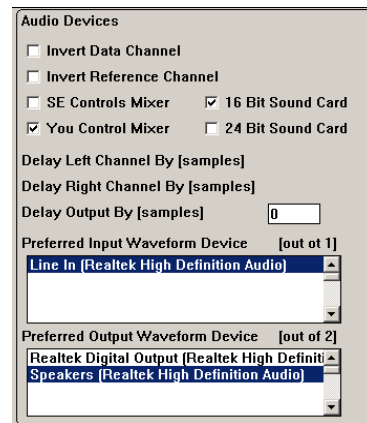 Audio Devices
Invert Data Channel
Invert Reference Channel
SE Controls Mixer 16 Bit Sound Card
You Control Mixer 24 Bit Sound Card
Delay Left Channel By [samples]
Delay Right Channel By [samples]
Delay Output By [samples] 0
Preferred Input Waveform Device [out of 1]
Line In (Realtek High Definition Audio)
Preferred Output Waveform Device [out of 2]
Realtek Digital Output (Realtek High Definiti
Speakers (Realtek High Definition Audio)